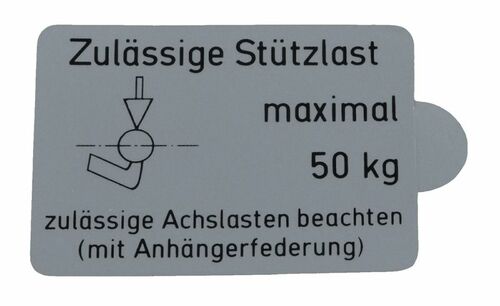 Zulässige Stützlast
maximal
50 kg
zulässige Achslasten beachten
(mit Anhängerfederung)